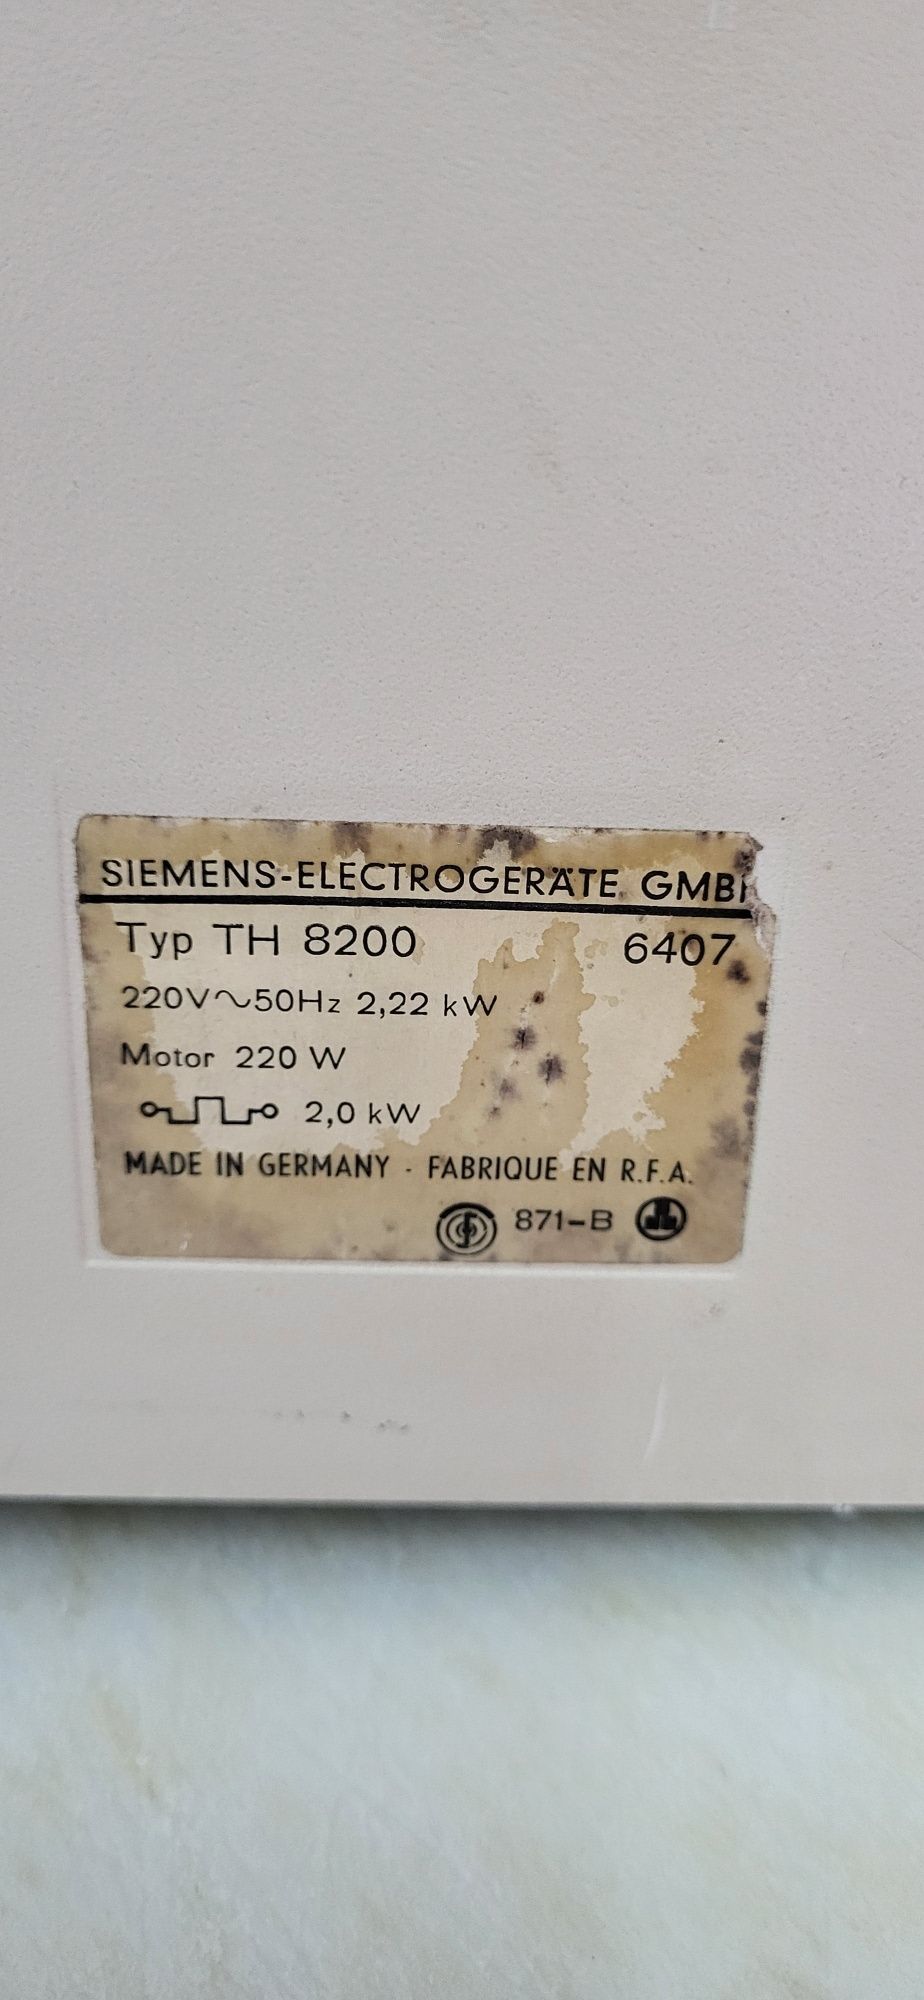 SIEMENS-ELECTROGERÄTE GMBH
Typ TH 8200 6407
220V~50Hz 2,22 kW
Motor 220 W
2,0 kW
MADE IN GERMANY · FABRIQUE EN R.F.A.
871-B